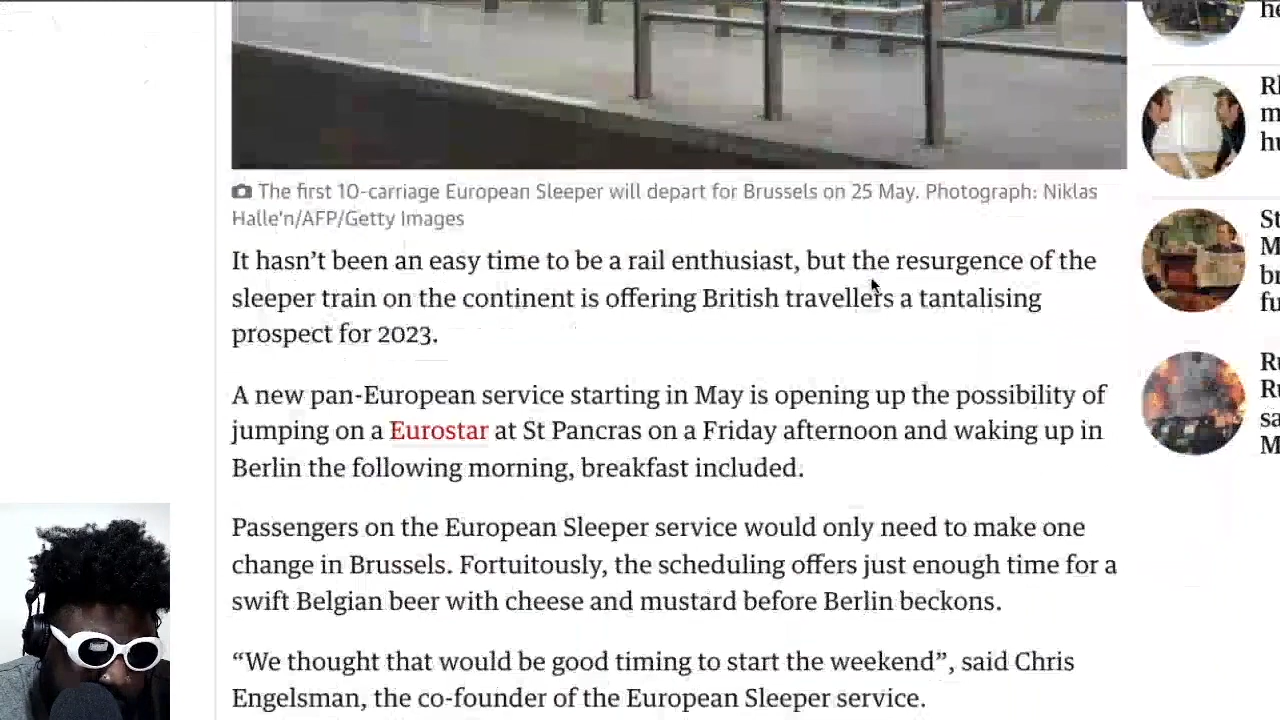 The first 10-carriage European Sleeper will depart for Brussels on 25 May. Photograph: Niklas
Halle'n/AFP/Getty Images
It hasn’t been an easy time to be a rail enthusiast, but the resurgence of the
sleeper train on the continent is offering British travellers a tantalising
prospect for 2023.
A new pan-European service starting in May is opening up the possibility of
jumping on a Eurostar at St Pancras on a Friday afternoon and waking up in
Berlin the following morning, breakfast included.
Passengers on the European Sleeper service would only need to make one
change in Brussels. Fortuitously, the scheduling offers just enough time for a
swift Belgian beer with cheese and mustard before Berlin beckons.
“We thought that would be good timing to start the weekend”, said Chris
Engelsman, the co-founder of the European Sleeper service.